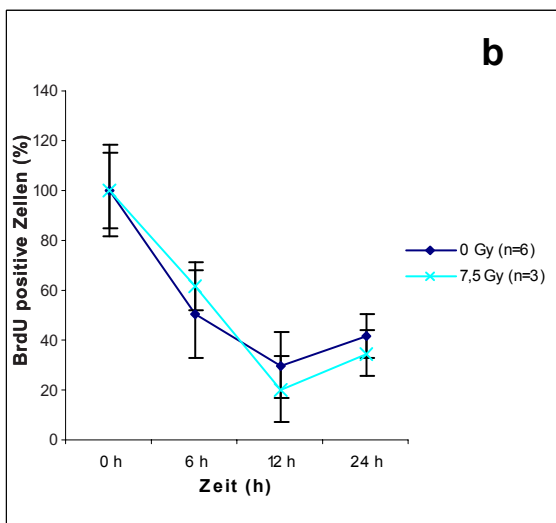 b
140
120
100
80
60
40
20
0
BrdU positive Zellen (%)
0 h 6 h 12 h 24 h
Zeit (h)
0 Gy (n=6)
7,5 Gy (n=3)